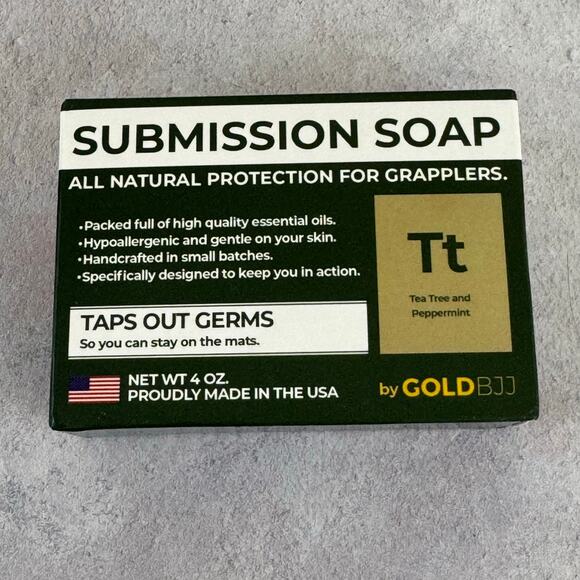 SUBMISSION SOAP
ALL NATURAL PROTECTION FOR GRAPPLERS.
•Packed full of high quality essential oils.
•Hypoallergenic and gentle on your skin.
•Handcrafted in small batches.
•Specifically designed to keep you in action.
Tt
Tea Tree and
Peppermint
TAPS OUT GERMS
So you can stay on the mats.
NET WT 4 OZ.
PROUDLY MADE IN THE USA
by GOLDBJJ